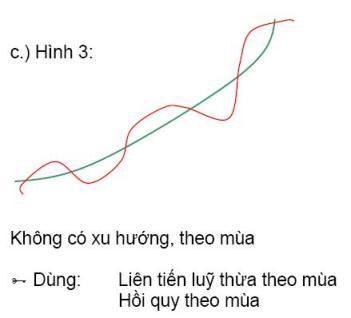 c.) Hình 3:
Không có xu hướng, theo mùa
Dùng: Liên tiến luỹ thừa theo mùa
Hồi quy theo mùa